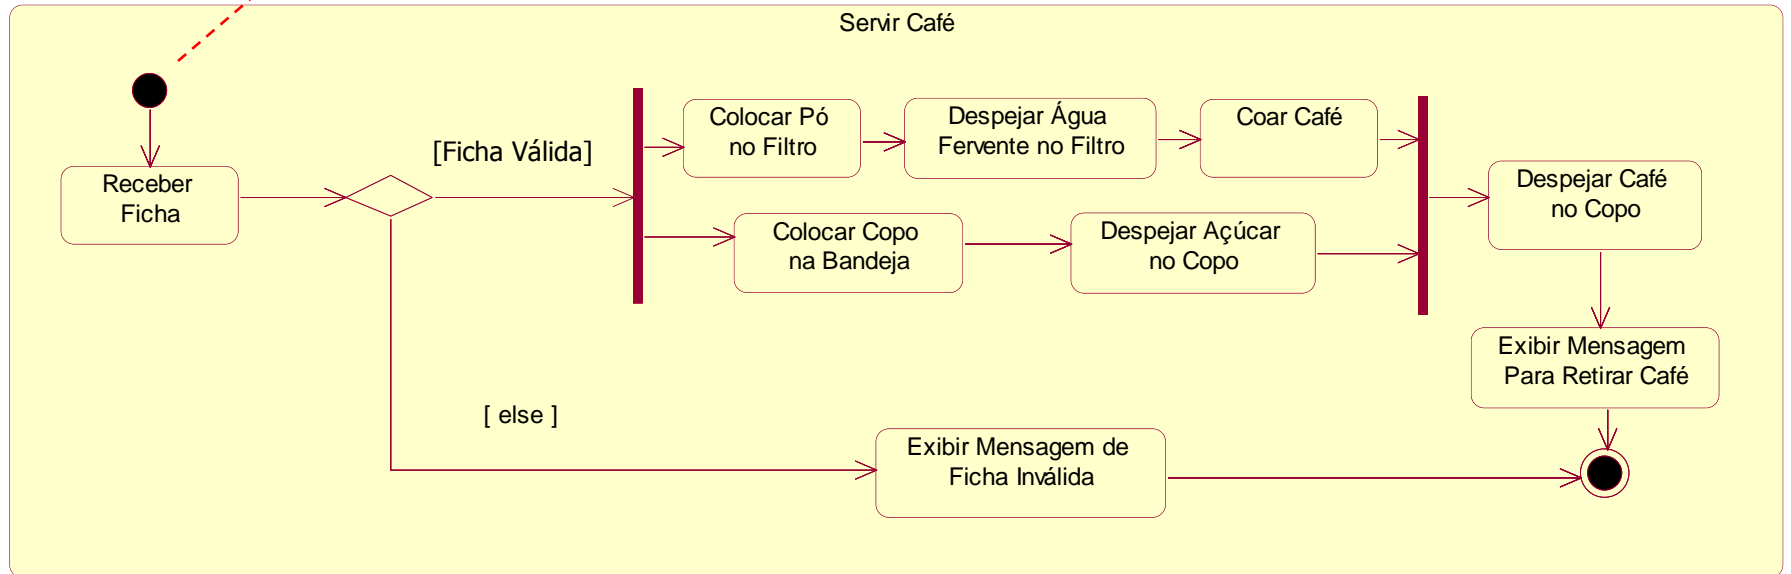 Servir Café
Receber
Ficha
[Ficha Válida]
Colocar Pó
no Filtro
Despejar Água
Fervente no Filtro
Coar Café
Colocar Copo
na Bandeja
Despejar Açúcar
no Copo
Despejar Café
no Copo
Exibir Mensagem
Para Retirar Café
[ else ]
Exibir Mensagem de
Ficha Inválida